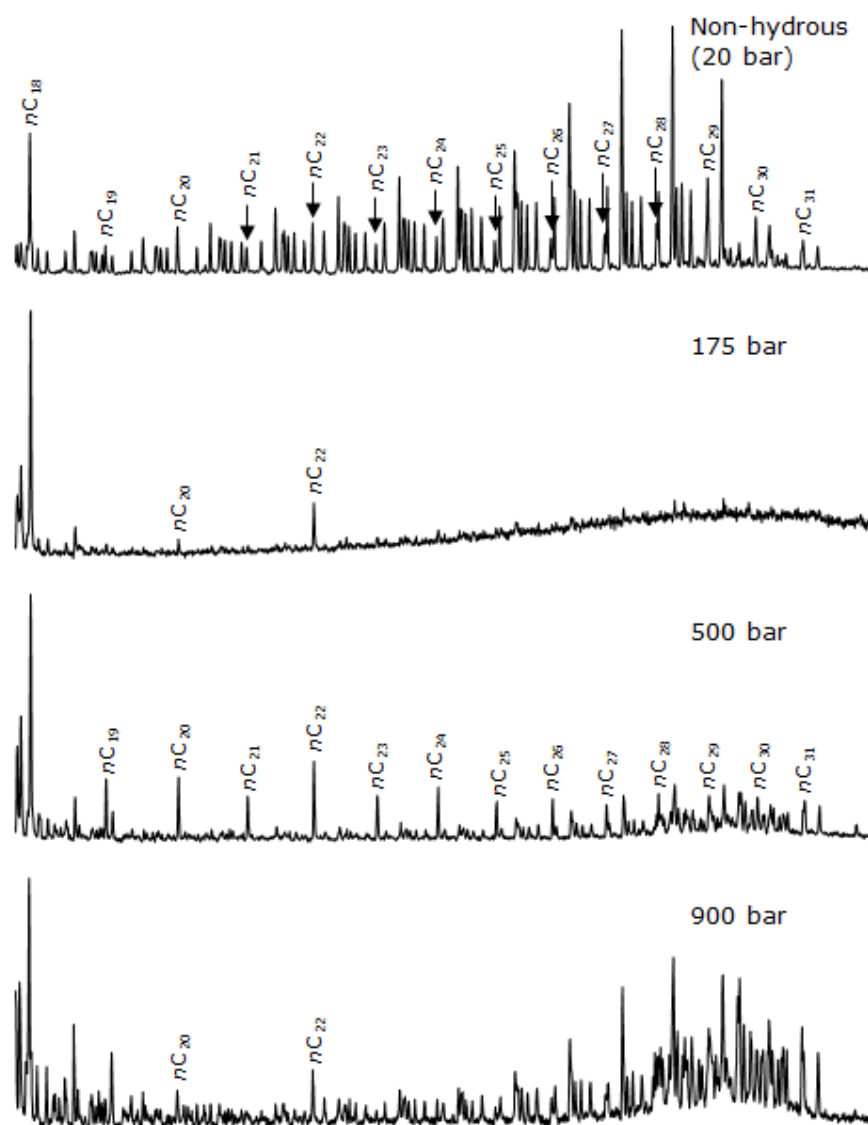 Non-hydrous
(20 bar)
nC18
nC19
nC20
nC21
nC22
nC23
nC24
nC25
nC26
nC27
nC28
nC29
nC30
nC31
175 bar
nC20
nC22
500 bar
nC19
nC20
nC21
nC22
nC23
nC24
nC25
nC26
nC27
nC28
nC29
nC30
nC31
900 bar
nC20
nC22